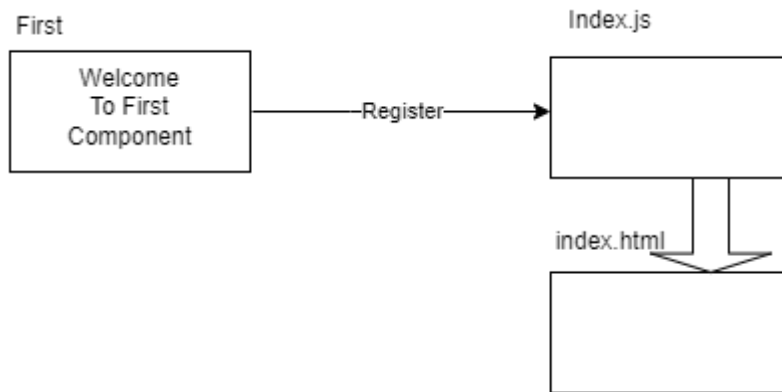 First
Index.js
Welcome
To First
Component
Register
index.html